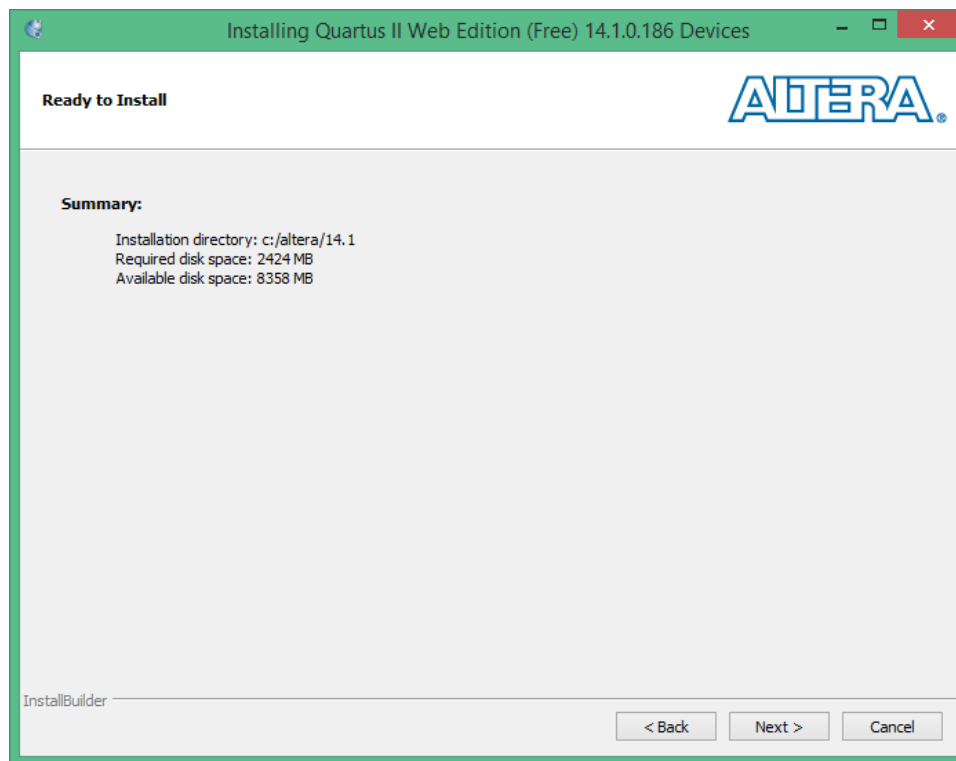 Installing Quartus II Web Edition (Free) 14.1.0.186 Devices
Ready to Install
ALTERA®
Summary:
Installation directory: c:/altera/14.1
Required disk space: 2424 MB
Available disk space: 8358 MB
InstallBuilder
< Back Next > Cancel